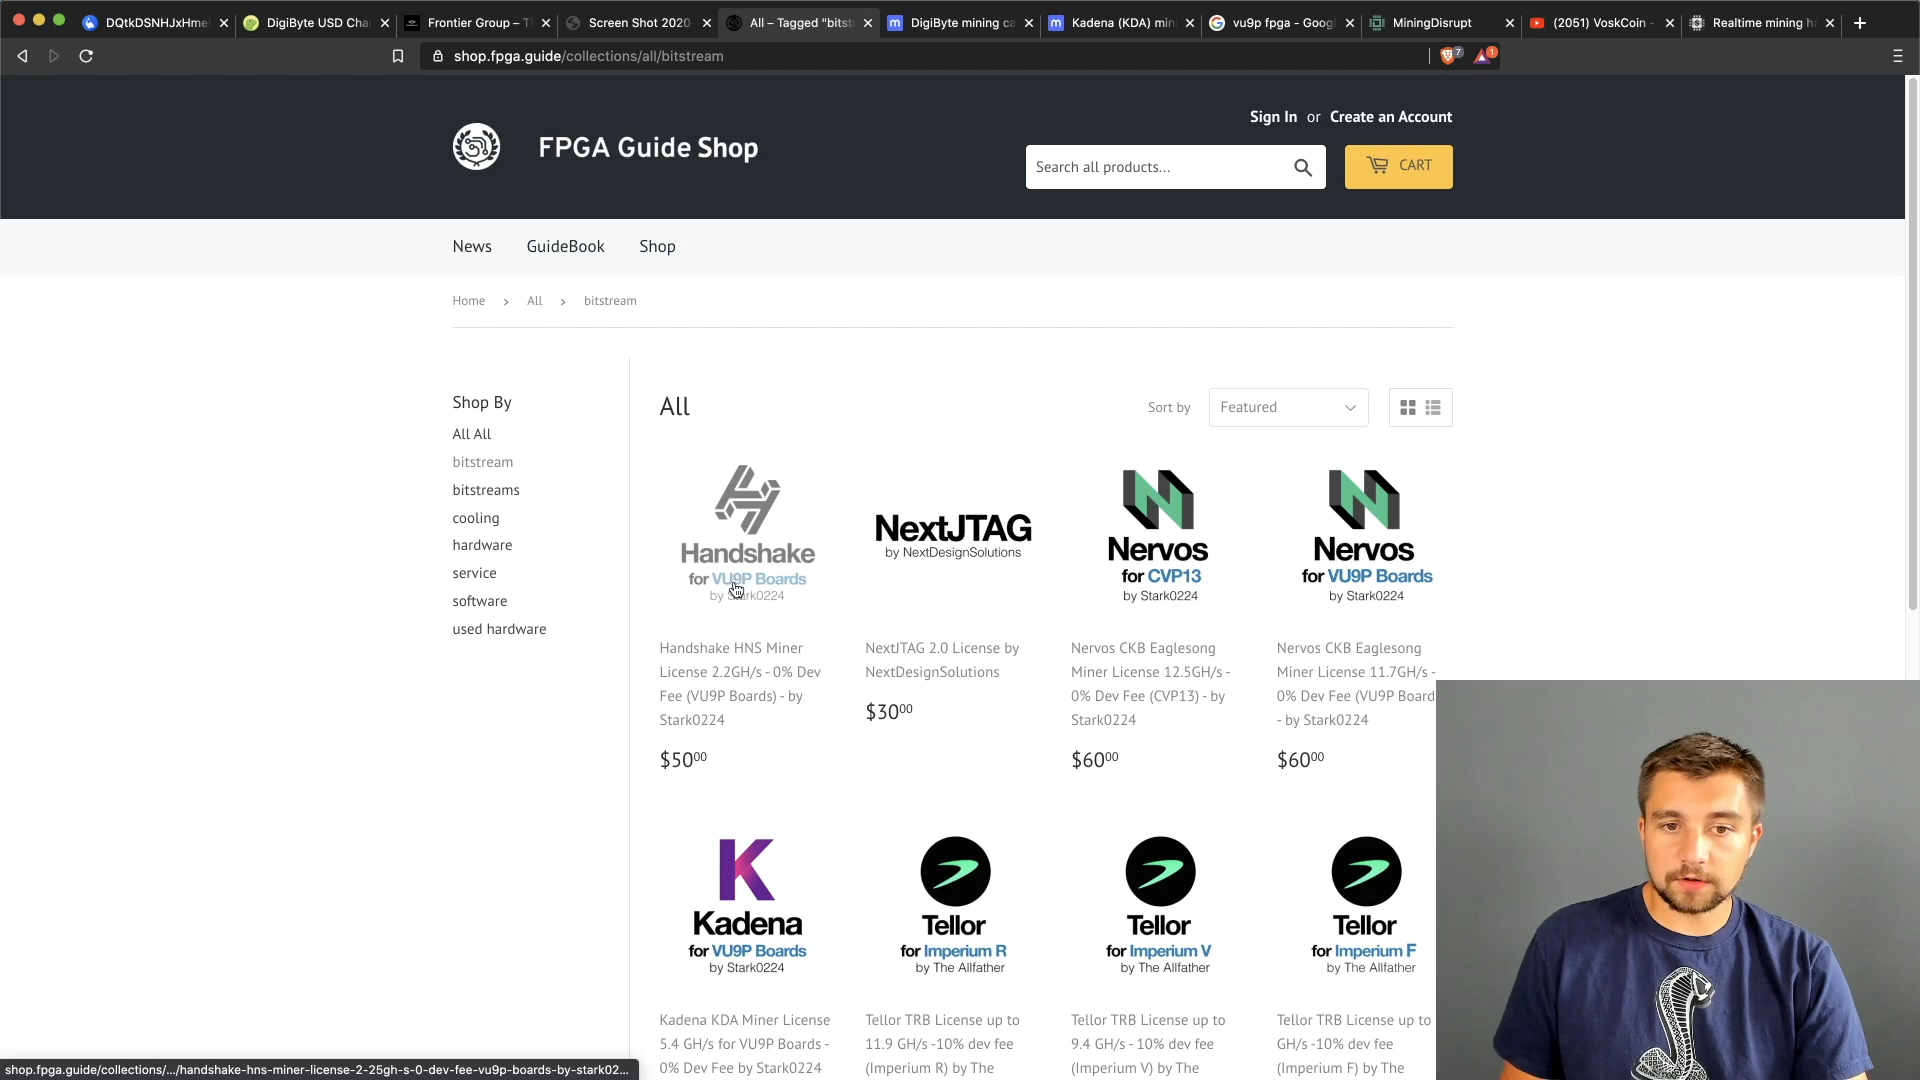 DQtkDSNHJxHme
DigiByte USD Cha
Frontier Group – T
Screen Shot 2020-
All – Tagged "bitst
DigiByte mining ca
Kadena (KDA) min
vu9p fpga - Goog
MiningDisrupt
(2051) VoskCoin -
Realtime mining ha
shop.fpga.guide/collections/all/bitstream
7
1
Sign In or Create an Account
FPGA Guide Shop
Search all products...
CART
News
GuideBook
Shop
Home > All > bitstream
Shop By
All All
bitstream
bitstreams
cooling
hardware
service
software
used hardware
All
Sort by
Featured
Handshake
for VU9P Boards
by Stark0224
Handshake HNS Miner
License 2.2GH/s - 0% Dev
Fee (VU9P Boards) - by
Stark0224
$50⁰⁰
NextJTAG
by NextDesignSolutions
NextJTAG 2.0 License by
NextDesignSolutions
$30⁰⁰
Nervos
for CVP13
by Stark0224
Nervos CKB Eaglesong
Miner License 12.5GH/s -
0% Dev Fee (CVP13) - by
Stark0224
$60⁰⁰
Nervos
for VU9P Boards
by Stark0224
Nervos CKB Eaglesong
Miner License 11.7GH/s -
0% Dev Fee (VU9P Board
- by Stark0224
$60⁰⁰
Kadena
for VU9P Boards
by Stark0224
Kadena KDA Miner License
5.4 GH/s for VU9P Boards -
0% Dev Fee by Stark0224
Tellor
for Imperium R
by The Allfather
Tellor TRB License up to
11.9 GH/s -10% dev fee
(Imperium R) by The
Tellor
for Imperium V
by The Allfather
Tellor TRB License up to
9.4 GH/s - 10% dev fee
(Imperium V) by The
Tellor
for Imperium F
by The Allfather
Tellor TRB License up to
GH/s -10% dev fee
(Imperium F) by The
shop.fpga.guide/collections/.../handshake-hns-miner-license-2-25gh-s-0-dev-fee-vu9p-boards-by-stark02...